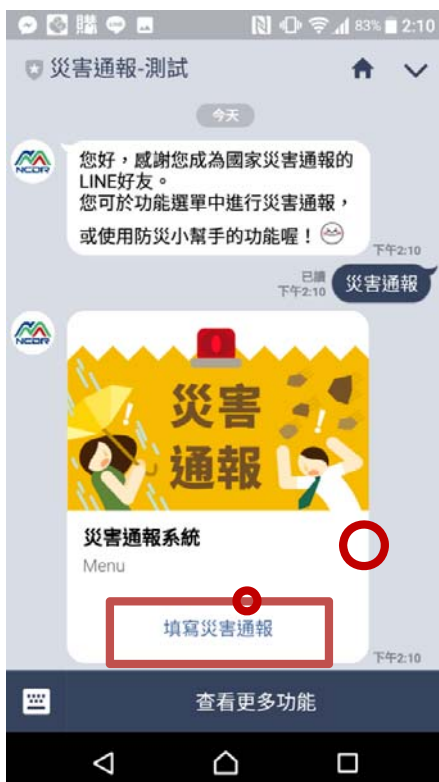 購
83% 2:10
災害通報-測試
今天
NCDR
您好，感謝您成為國家災害通報的
LINE好友。
您可於功能選單中進行災害通報，
或使用防災小幫手的功能喔！
下午2:10
已讀
下午2:10
災害通報
NCDR
災害
通報
災害通報系統
Menu
填寫災害通報
下午2:10
查看更多功能